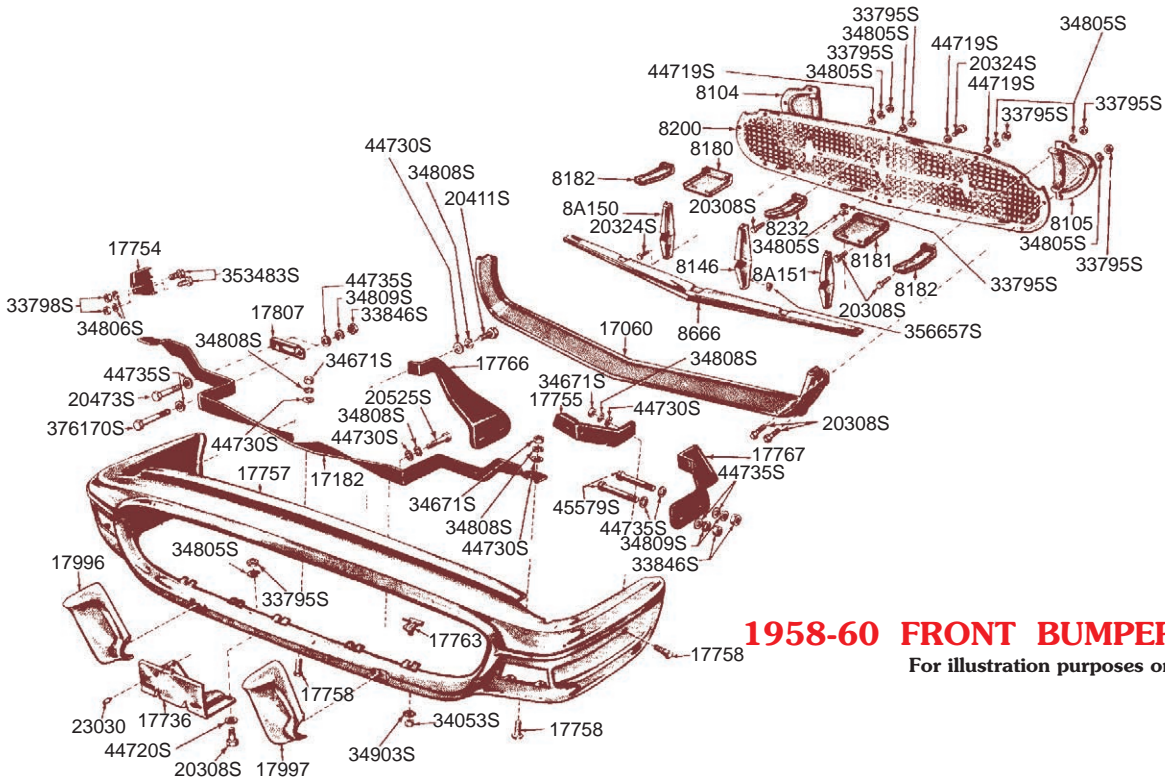 33795S
34805S
33795S
34805S
44719S
8104
8200
8180
44719S
20324S
44719S
33795S
34805S
33795S
8105
34805S
33795S
44730S
34808S
20411S
8182
8A150
20324S
20308S
8232
34805S
8146
8A151
8181
20308S
8182
33795S
356657S
8666
17060
17754
353483S
33798S
34806S
17807
44735S
34809S
33846S
34808S
34671S
44735S
20473S
376170S
44730S
17182
17757
17766
20525S
34808S
44730S
34671S
17755
34808S
44730S
20308S
17767
44735S
34671S
34808S
44730S
45579S
44735S
34809S
33846S
34805S
33795S
17996
17763
17758
17758
23030
17736
44720S
20308S
17997
34903S
34053S
17758
1958-60 FRONT BUMPER
For illustration purposes